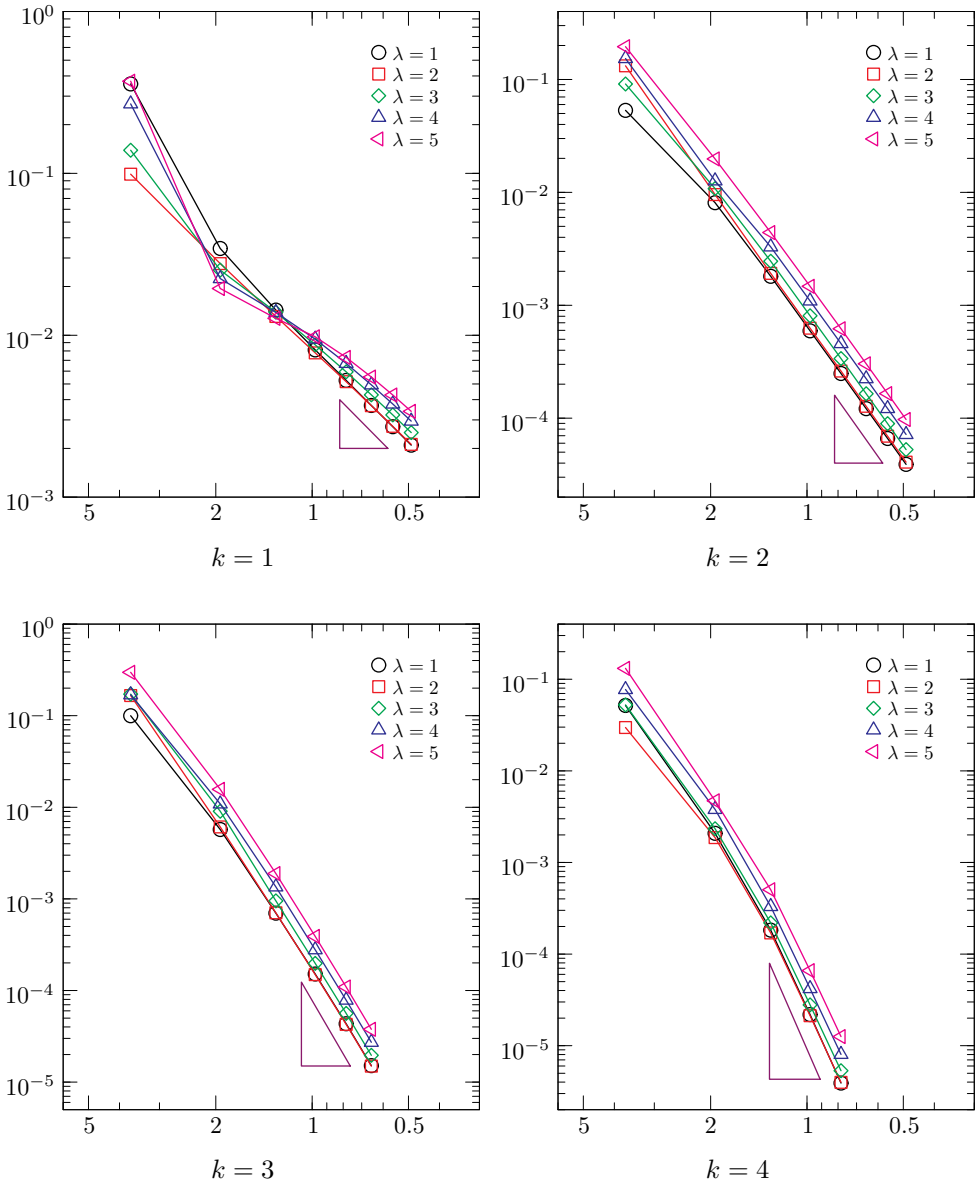 10⁰
10⁻¹
10⁻²
10⁻³
λ = 1
λ = 2
λ = 3
λ = 4
λ = 5
5 2 1 0.5
k = 1
10⁻¹
10⁻²
10⁻³
10⁻⁴
λ = 1
λ = 2
λ = 3
λ = 4
λ = 5
5 2 1 0.5
k = 2
10⁰
10⁻¹
10⁻²
10⁻³
10⁻⁴
10⁻⁵
λ = 1
λ = 2
λ = 3
λ = 4
λ = 5
5 2 1 0.5
k = 3
10⁻¹
10⁻²
10⁻³
10⁻⁴
10⁻⁵
λ = 1
λ = 2
λ = 3
λ = 4
λ = 5
5 2 1 0.5
k = 4